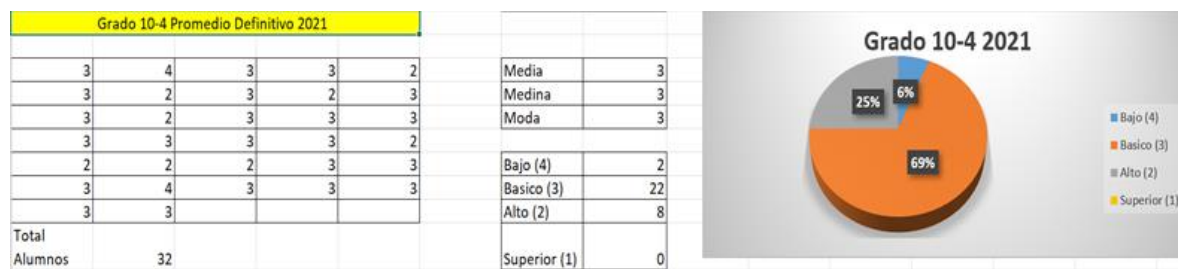 Grado 10-4 Promedio Definitivo 2021
3 4 3 3 2
3 2 3 2 3
3 2 3 3 3
3 3 3 3 2
2 2 2 3 3
3 4 3 3 3
3 3
Total
Alumnos 32
Media 3
Medina 3
Moda 3
Bajo (4) 2
Basico (3) 22
Alto (2) 8
Superior (1) 0
Grado 10-4 2021
6%
25%
69%
Bajo (4)
Basico (3)
Alto (2)
Superior (1)